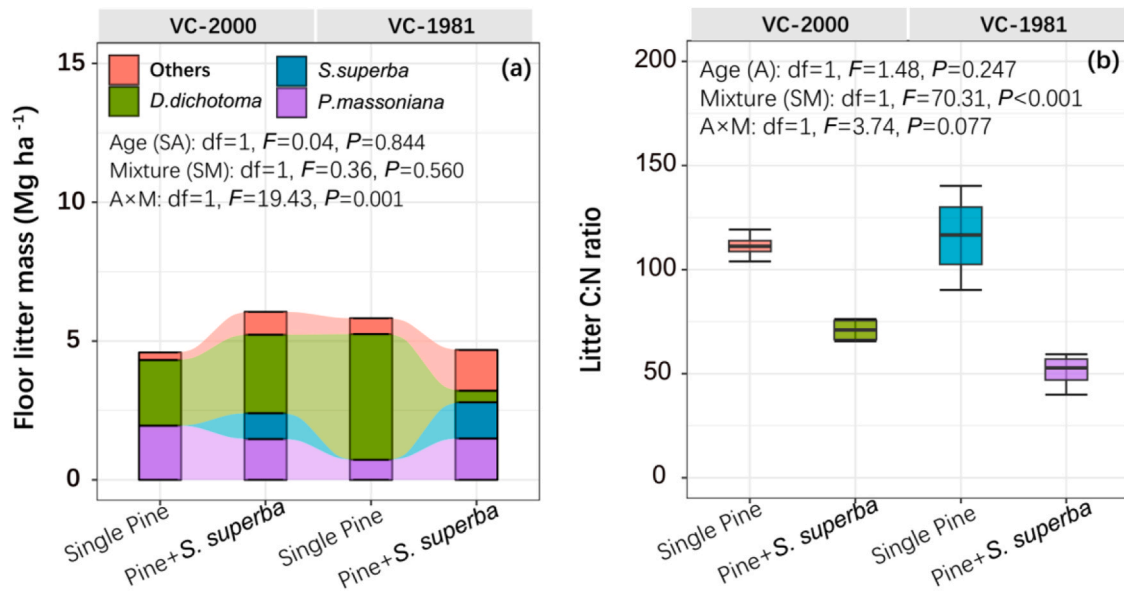 VC-2000 VC-1981
(a)
Others S.superba
D.dichotoma P.massoniana
Age (SA): df=1, F=0.04, P=0.844
Mixture (SM): df=1, F=0.36, P=0.560
A×M: df=1, F=19.43, P=0.001
Floor litter mass (Mg ha -1)
15
10
5
0
Single Pine
Pine+S. superba
Single Pine
Pine+S. superba
VC-2000 VC-1981
(b)
Age (A): df=1, F=1.48, P=0.247
Mixture (SM): df=1, F=70.31, P<0.001
A×M: df=1, F=3.74, P=0.077
Litter C:N ratio
200
150
100
50
0
Single Pine
Pine+S. superba
Single Pine
Pine+S. superba